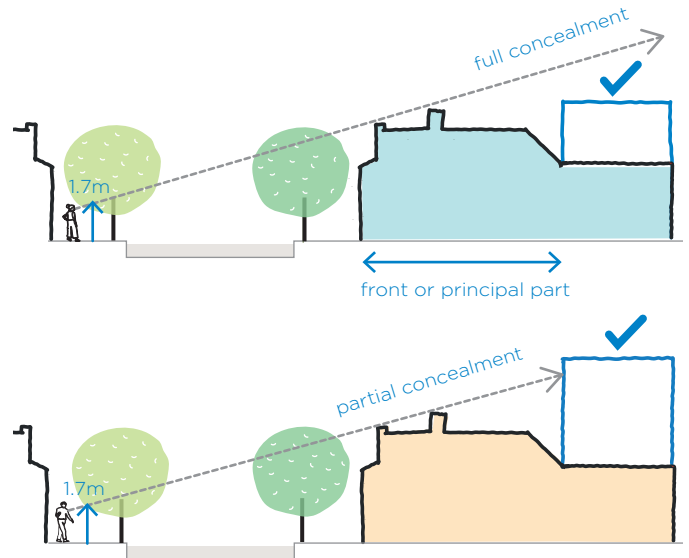 full concealment
1.7m
front or principal part
partial concealment
1.7m